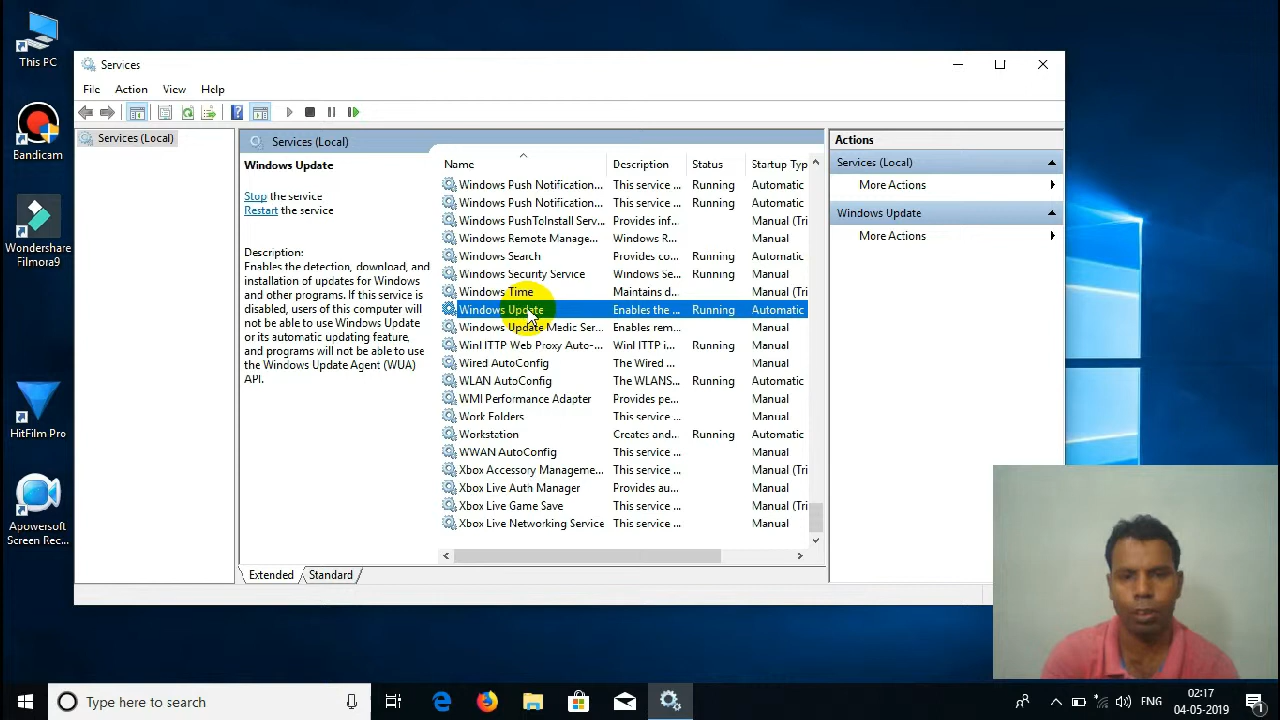 This PC
Bandicam
Wondershare
Filmora9
HitFilm Pro
Apowersoft
Screen Rec...
Services
File Action View Help
Services (Local)
Services (Local)
Windows Update
Stop the service
Restart the service
Description:
Enables the detection, download, and
installation of updates for Windows
and other programs. If this service is
disabled, users of this computer will
not be able to use Windows Update
or its automatic updating feature,
and programs will not be able to use
the Windows Update Agent (WUA)
API.
Name Description Status Startup Typ
Windows Push Notification... This service ... Running Automatic
Windows Push Notification... This service ... Running Automatic
Windows PushToInstall Serv... Provides inf... Manual (Tri
Windows Remote Manage... Windows R... Manual
Windows Search Provides co... Running Automatic
Windows Security Service Windows Se... Running Manual
Windows Time Maintains d... Manual (Tri
Windows Update Enables the ... Running Automatic
Windows Update Medic Ser... Enables rem... Manual
WinHTTP Web Proxy Auto-... WinHTTP i... Running Manual
Wired AutoConfig The Wired ... Manual
WLAN AutoConfig The WLANS... Running Automatic
WMI Performance Adapter Provides pe... Manual
Work Folders This service ... Manual
Workstation Creates and... Running Automatic
WWAN AutoConfig This service ... Manual
Xbox Accessory Manageme... This service ... Manual (Tri
Xbox Live Auth Manager Provides au... Manual
Xbox Live Game Save This service ... Manual (Tri
Xbox Live Networking Service This service ... Manual
Extended Standard
Actions
Services (Local)
More Actions
Windows Update
More Actions
Type here to search
ENG
02:17
04-05-2019
1